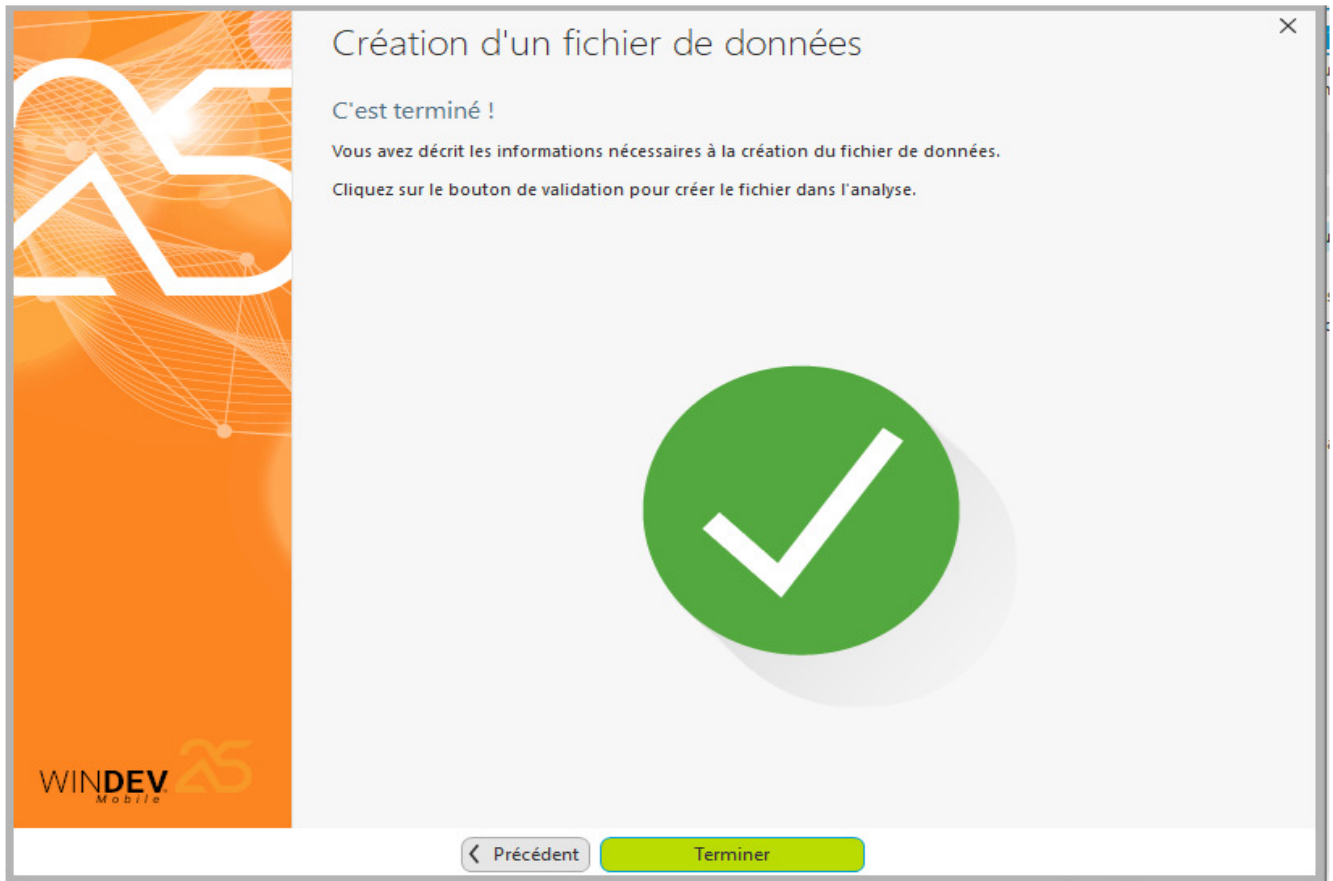 Création d'un fichier de données
C'est terminé !
Vous avez décrit les informations nécessaires à la création du fichier de données.
Cliquez sur le bouton de validation pour créer le fichier dans l'analyse.
25
WINDEV
Mobile
25
Précédent
Terminer